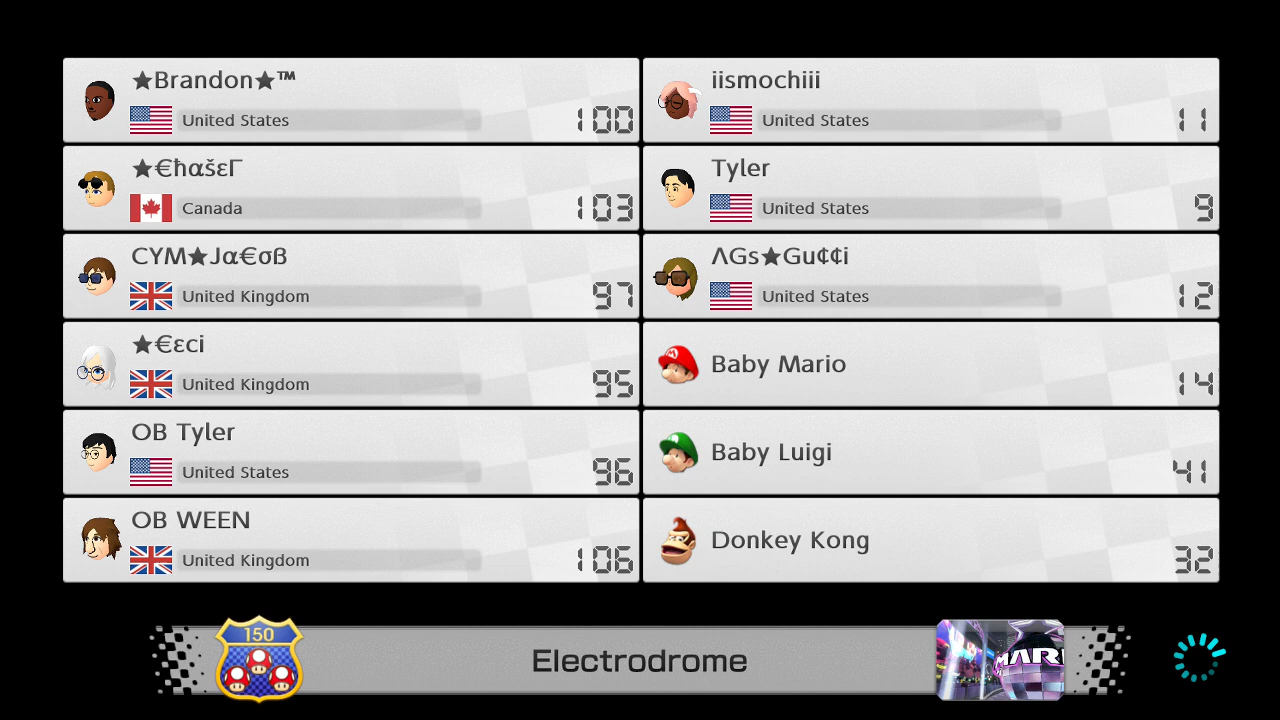 ★Brandon★™
United States
100
★€ħαšεΓ
Canada
103
CYM★Jα€σß
United Kingdom
97
★€εci
United Kingdom
95
OB Tyler
United States
96
OB WEEN
United Kingdom
106
iismochiii
United States
11
Tyler
United States
9
ΛGs★Gu¢¢i
United States
12
Baby Mario
14
Baby Luigi
41
Donkey Kong
32
150
Electrodrome
MARI